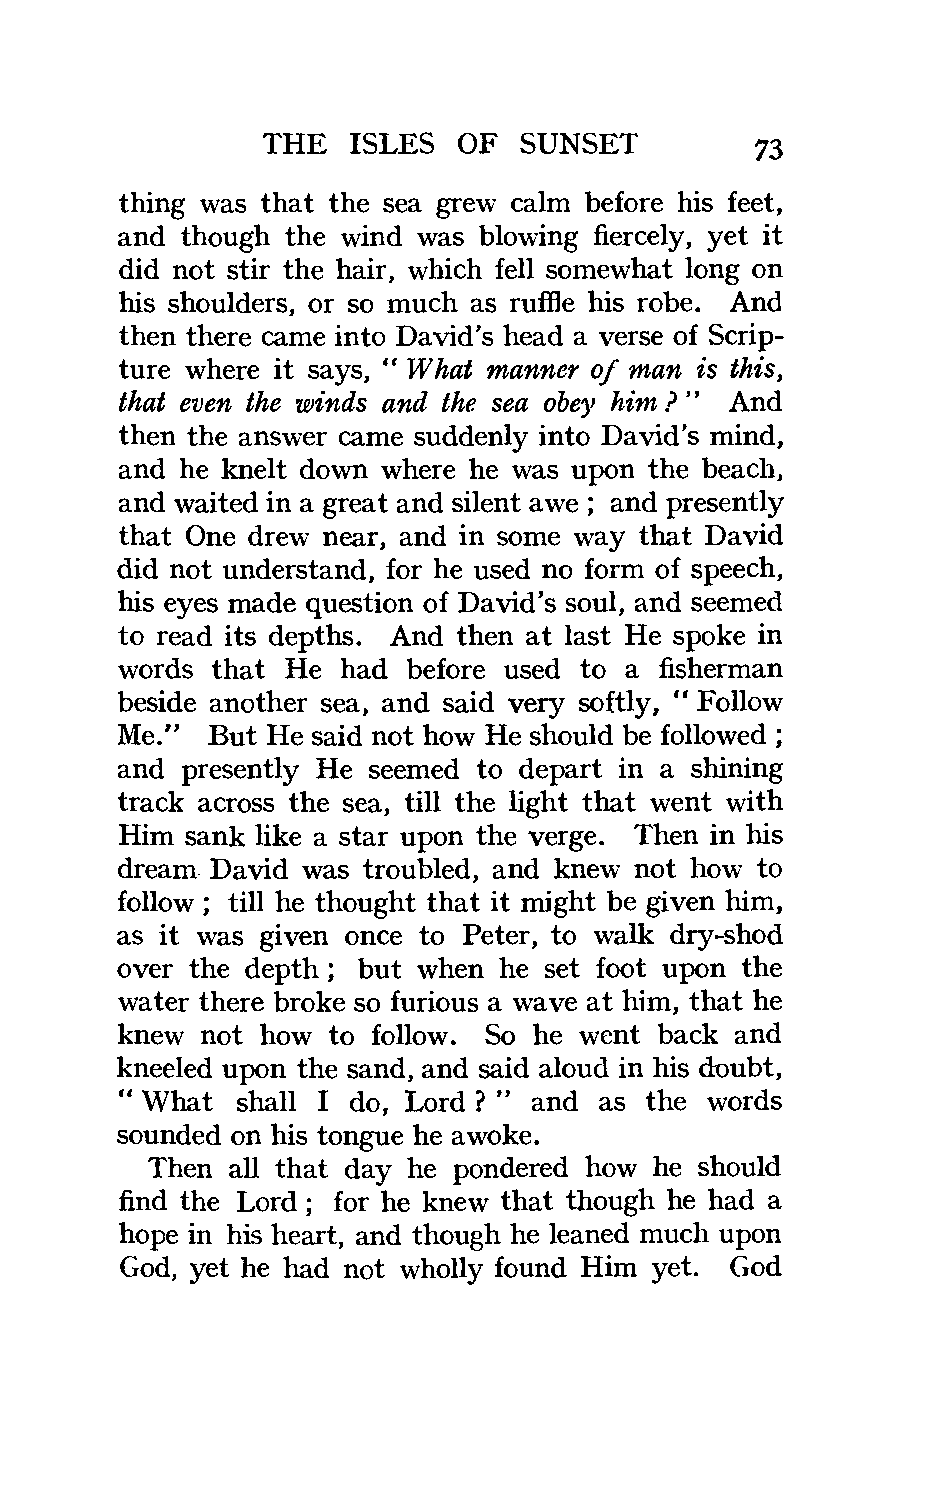 THE ISLES OF SUNSET 73
thing was that the sea grew calm before his feet,
and though the wind was blowing fiercely, yet it
did not stir the hair, which fell somewhat long on
his shoulders, or so much as ruffle his robe. And
then there came into David's head a verse of Scrip-
ture where it says, " What manner of man is this,
that even the winds and the sea obey him ? " And
then the answer came suddenly into David's mind,
and he knelt down where he was upon the beach,
and waited in a great and silent awe ; and presently
that One drew near, and in some way that David
did not understand, for he used no form of speech,
his eyes made question of David's soul, and seemed
to read its depths. And then at last He spoke in
words that He had before used to a fisherman
beside another sea, and said very softly, " Follow
Me." But He said not how He should be followed ;
and presently He seemed to depart in a shining
track across the sea, till the light that went with
Him sank like a star upon the verge. Then in his
dream David was troubled, and knew not how to
follow ; till he thought that it might be given him,
as it was given once to Peter, to walk dry-shod
over the depth ; but when he set foot upon the
water there broke so furious a wave at him, that he
knew not how to follow. So he went back and
kneeled upon the sand, and said aloud in his doubt,
" What shall I do, Lord ? " and as the words
sounded on his tongue he awoke.
Then all that day he pondered how he should
find the Lord ; for he knew that though he had a
hope in his heart, and though he leaned much upon
God, yet he had not wholly found Him yet. God